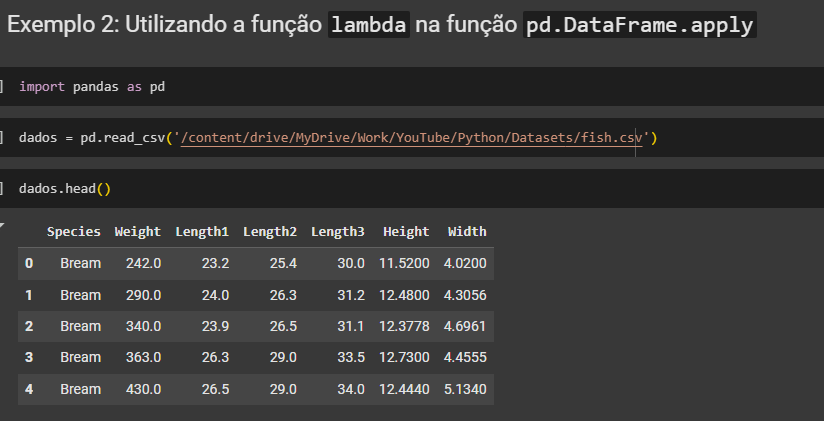 Exemplo 2: Utilizando a função lambda na função pd.DataFrame.apply
] import pandas as pd
] dados = pd.read_csv('/content/drive/MyDrive/Work/YouTube/Python/Datasets/fish.csv')
] dados.head()
Species Weight Length1 Length2 Length3 Height Width
0 Bream 242.0 23.2 25.4 30.0 11.5200 4.0200
1 Bream 290.0 24.0 26.3 31.2 12.4800 4.3056
2 Bream 340.0 23.9 26.5 31.1 12.3778 4.6961
3 Bream 363.0 26.3 29.0 33.5 12.7300 4.4555
4 Bream 430.0 26.5 29.0 34.0 12.4440 5.1340